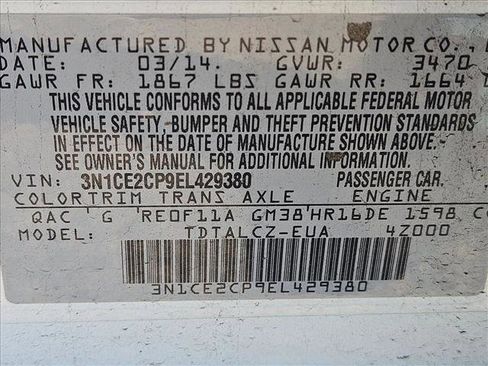 MANUFACTURED BY NISSAN MOTOR CO.,
DATE: 03/14. GVWR: 3470
GAWR FR: 1867 LBS GAWR RR: 1664
THIS VEHICLE CONFORMS TO ALL APPLICABLE FEDERAL MOTOR
VEHICLE SAFETY, BUMPER AND THEFT PREVENTION STANDARDS
IN EFFECT ON THE DATE OF MANUFACTURE SHOWN ABOVE.
SEE OWNER'S MANUAL FOR ADDITIONAL INFORMATION.
VIN: 3N1CE2CP9EL429380 PASSENGER CAR.
COLOR TRIM TRANS AXLE ENGINE
QAC ' G ' RE0F11A GM38 ' HR16DE 1598 C
MODEL: TDTALCZ-EUA 4Z000
3N1CE2CP9EL429380